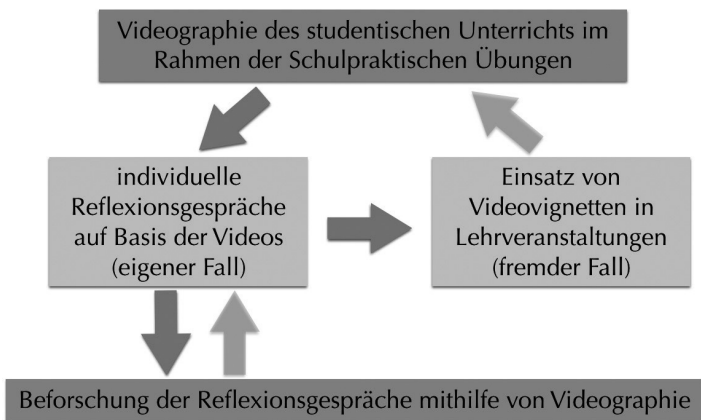 Videographie des studentischen Unterrichts im
Rahmen der Schulpraktischen Übungen
individuelle
Reflexionsgespräche
auf Basis der Videos
(eigener Fall)
Einsatz von
Videovignetten in
Lehrveranstaltungen
(fremder Fall)
Beforschung der Reflexionsgespräche mithilfe von Videographie